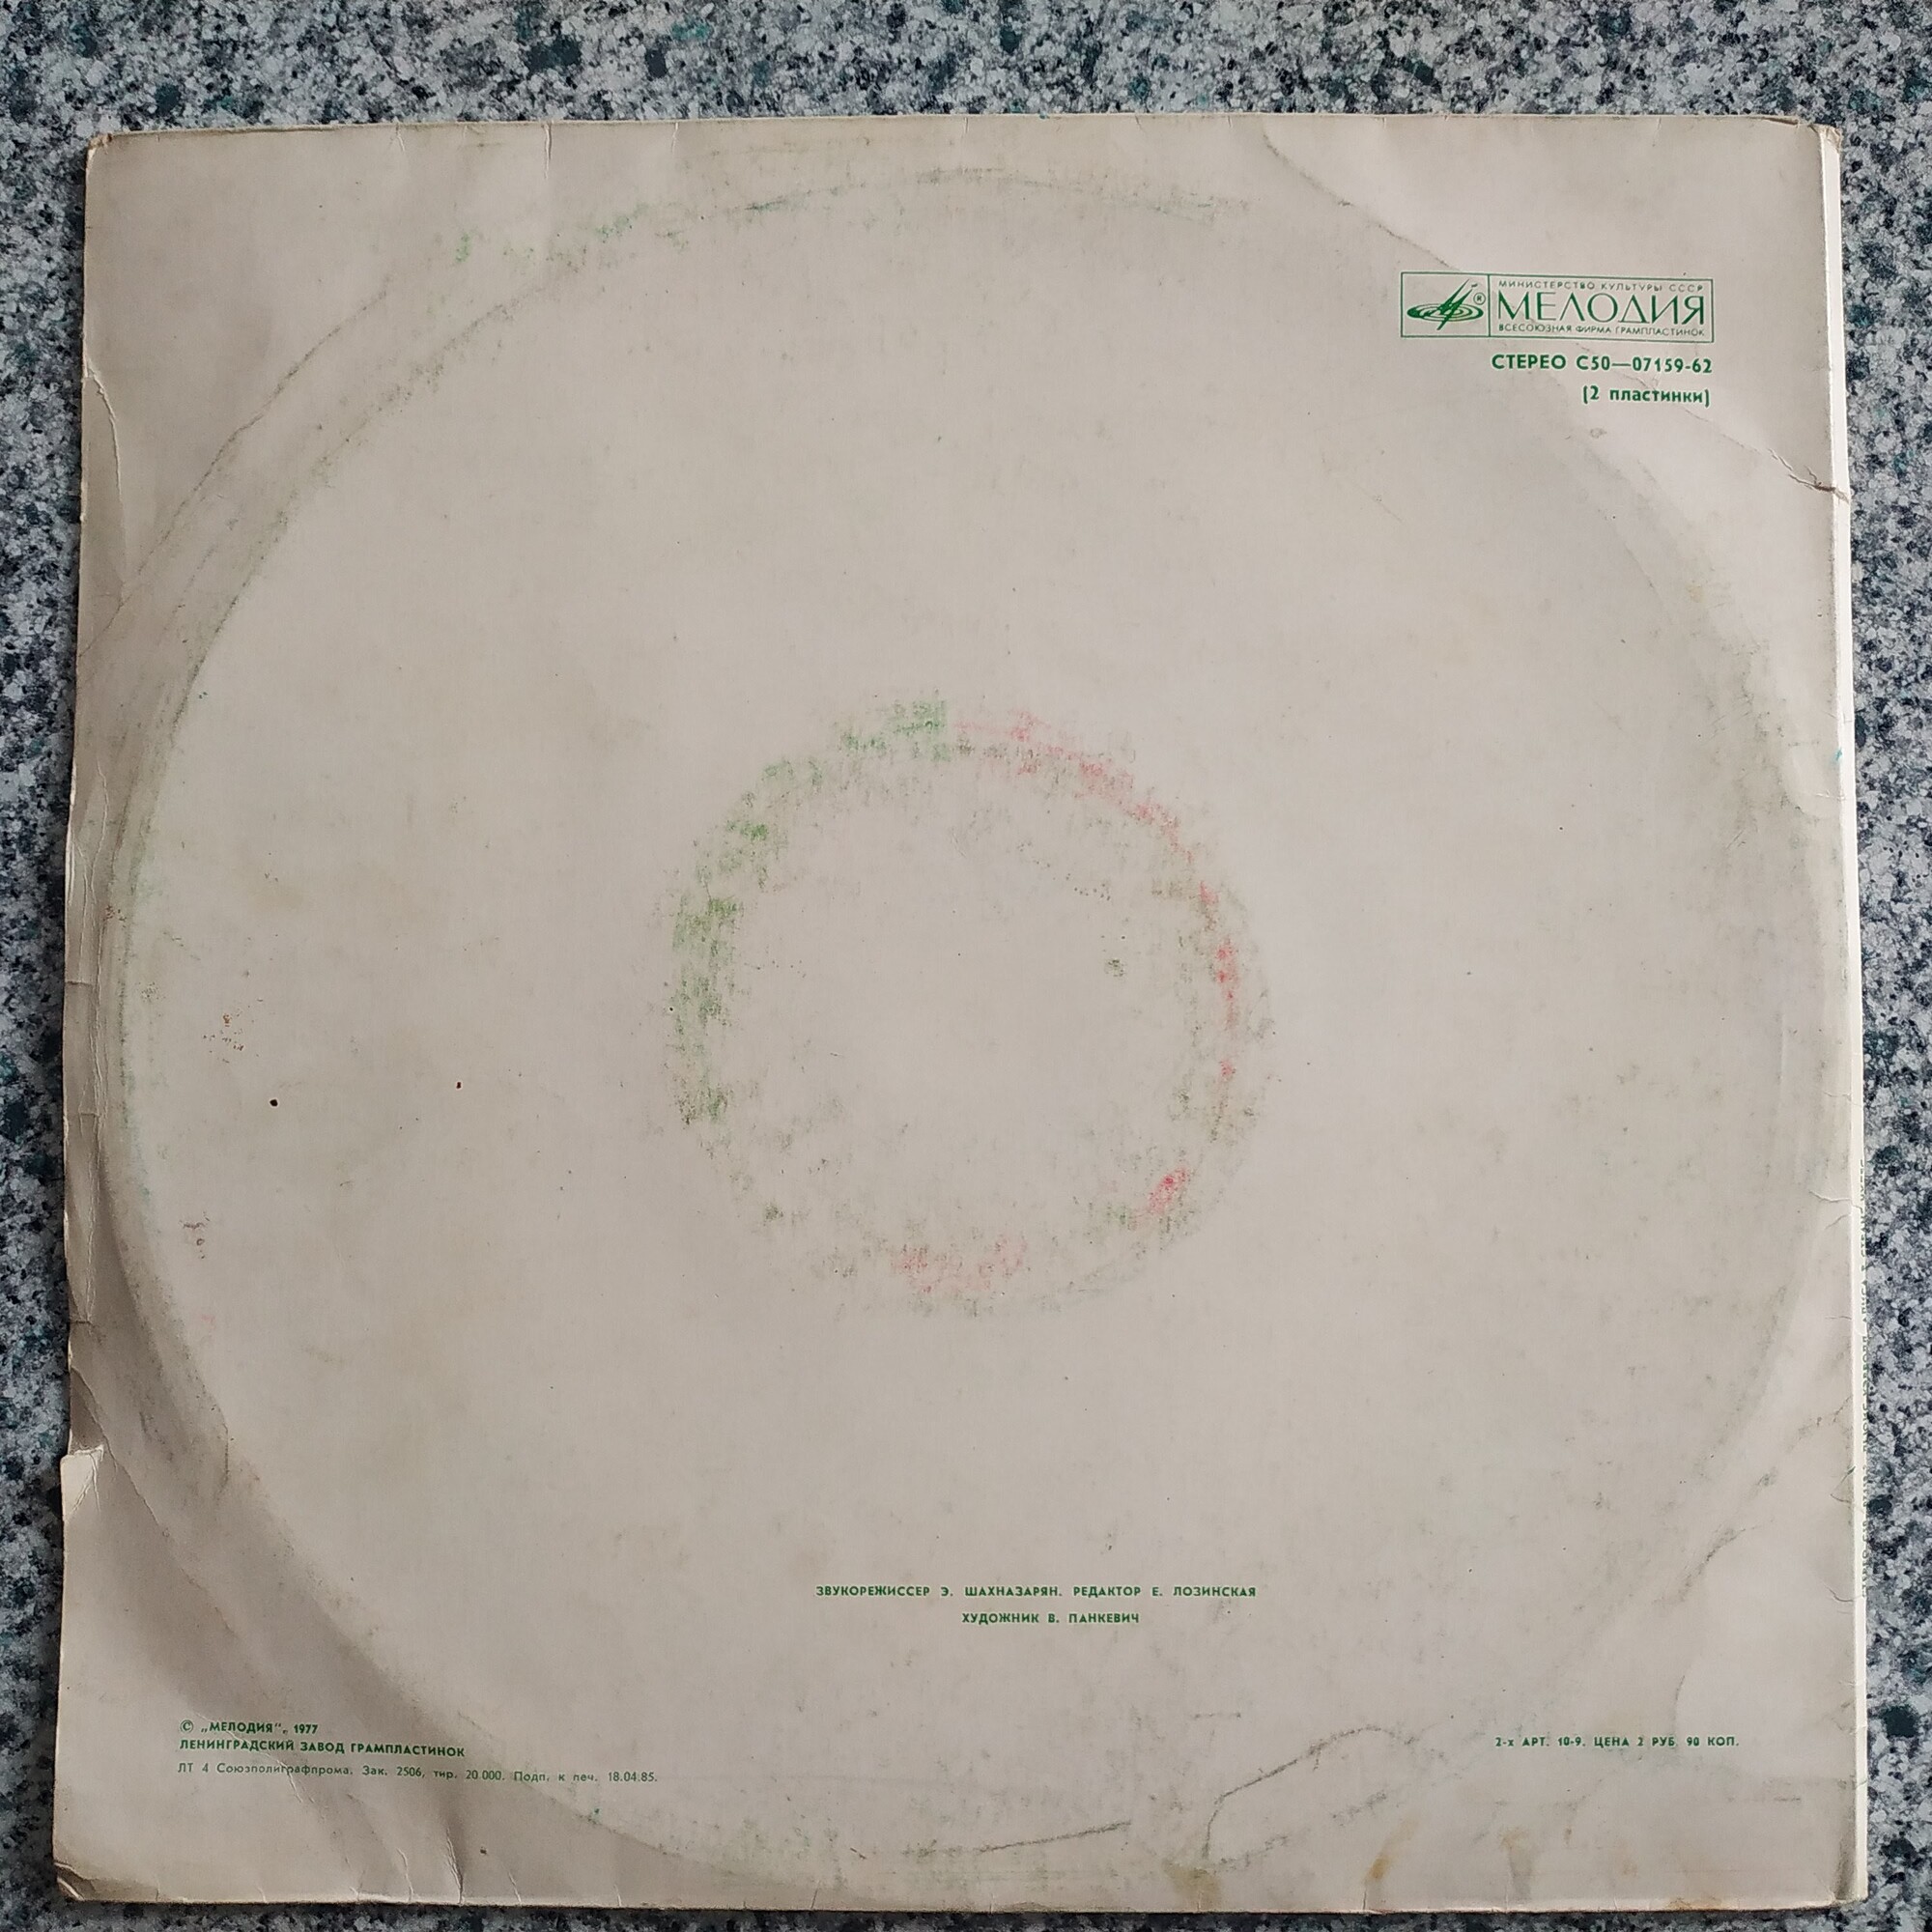 МИНИСТЕРСТВО КУЛЬТУРЫ СССР
® МЕЛОДИЯ
ВСЕСОЮЗНАЯ ФИРМА ГРАМПЛАСТИНОК
СТЕРЕО С50—07159-62
(2 пластинки)
ЗВУКОРЕЖИССЕР Э. ШАХНАЗАРЯН. РЕДАКТОР Е. ЛОЗИНСКАЯ
ХУДОЖНИК В. ПАНКЕВИЧ
© „МЕЛОДИЯ“, 1977
ЛЕНИНГРАДСКИЙ ЗАВОД ГРАМПЛАСТИНОК
ЛТ 4 Союзполиграфпрома. Зак. 2506, тир. 20 000. Подп. к печ. 18.04.85.
2-х АРТ. 10-9. ЦЕНА 2 РУБ. 90 КОП.